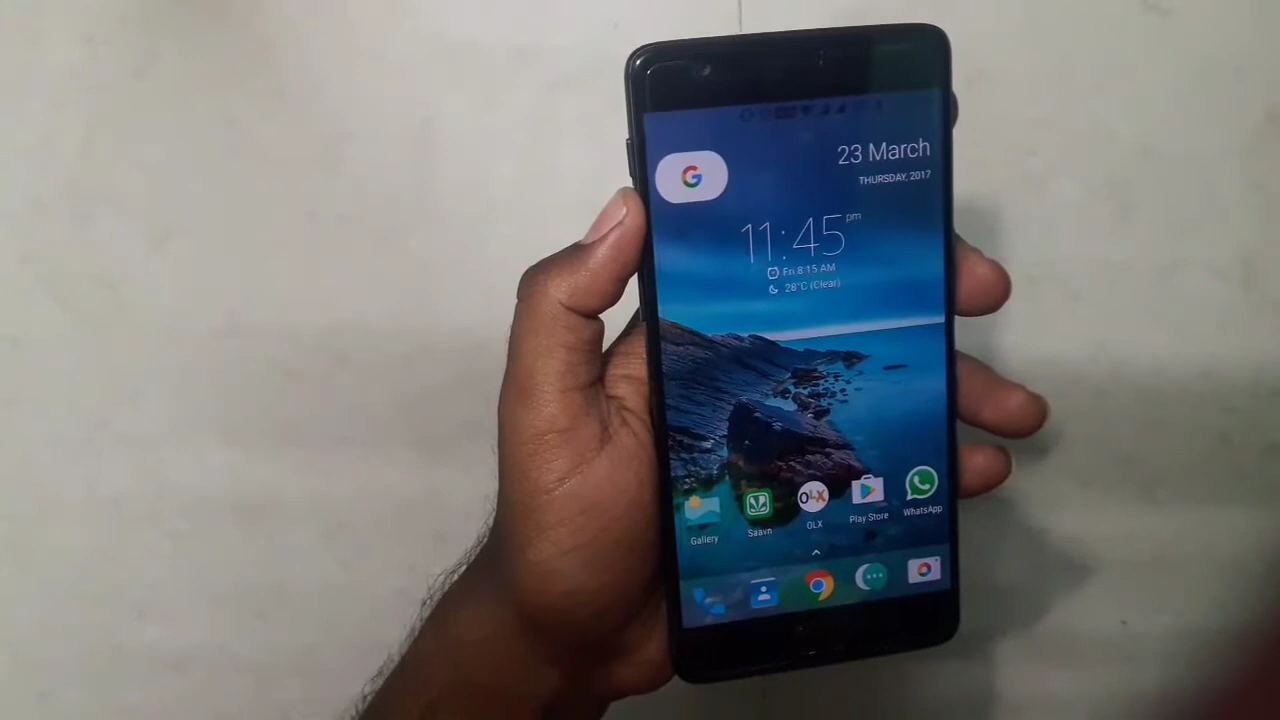 G
23 March
THURSDAY, 2017
11:45 pm
Fri 8:15 AM
28°C (Clear)
OLX
Gallery
Saavn
OLX
Play Store
WhatsApp